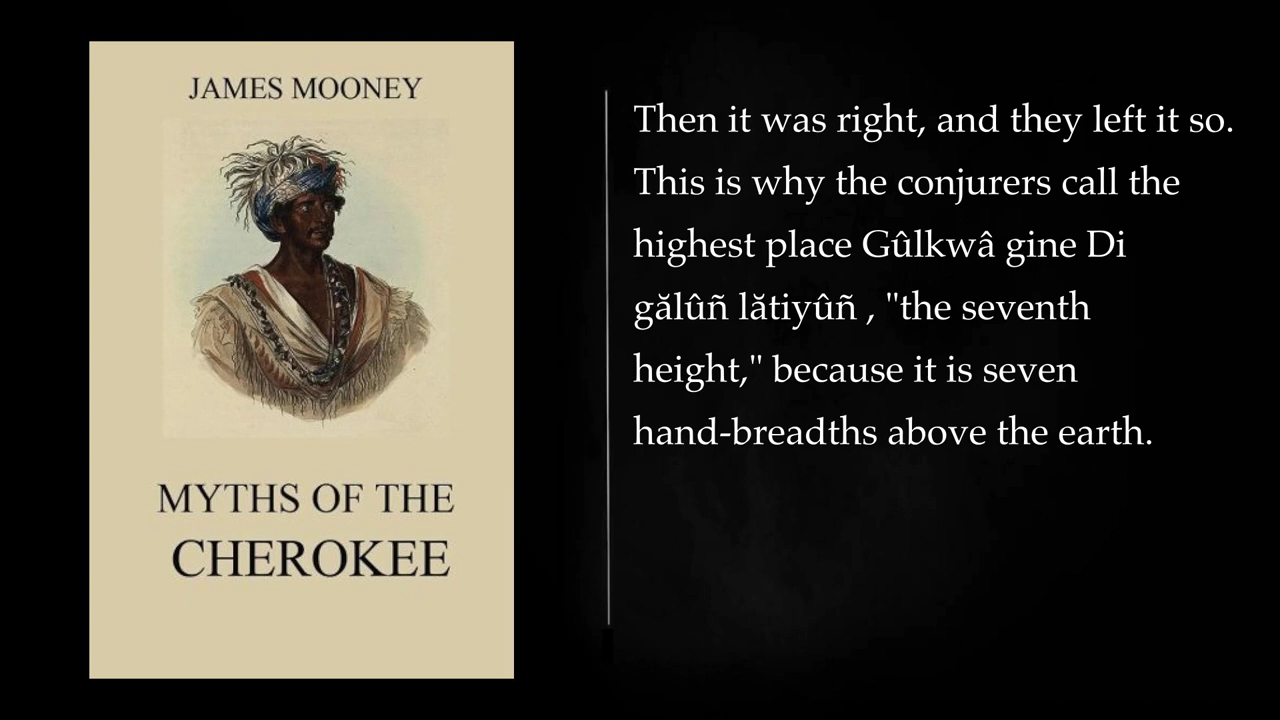 JAMES MOONEY
MYTHS OF THE
CHEROKEE
Then it was right, and they left it so.
This is why the conjurers call the
highest place Gûlkwâ gine Di
gălûñ lătiyûñ , "the seventh
height," because it is seven
hand-breadths above the earth.